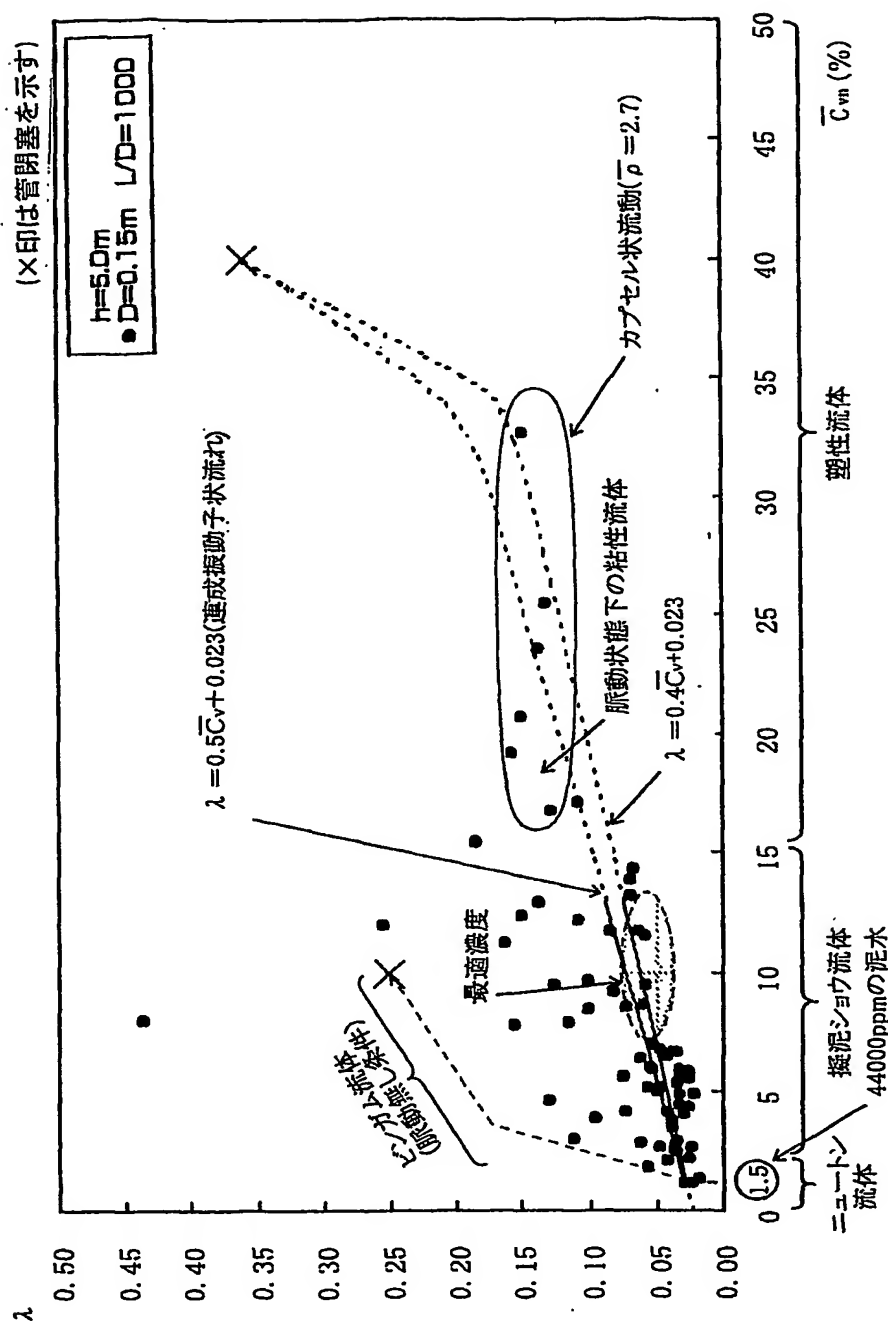 λ
(×印は管閉塞を示す)
h=5.0m
●D=0.15m L/D=1000
0.50
0.45
0.40
0.35
0.30
0.25
0.20
0.15
0.10
0.05
0.00
λ=0.5C̅v+0.023(連成振動子状流れ)
ビンガム流体
(脈動無し条件)
最適濃度
脈動状態下の粘性流体
λ=0.4C̅v+0.023
カプセル状流動(ρ̅=2.7)
0
1.5
5
10
15
20
25
30
35
40
45
50
C̅vm(%)
ニュートン
流体
擬泥ショウ流体
44000ppmの泥水
塑性流体